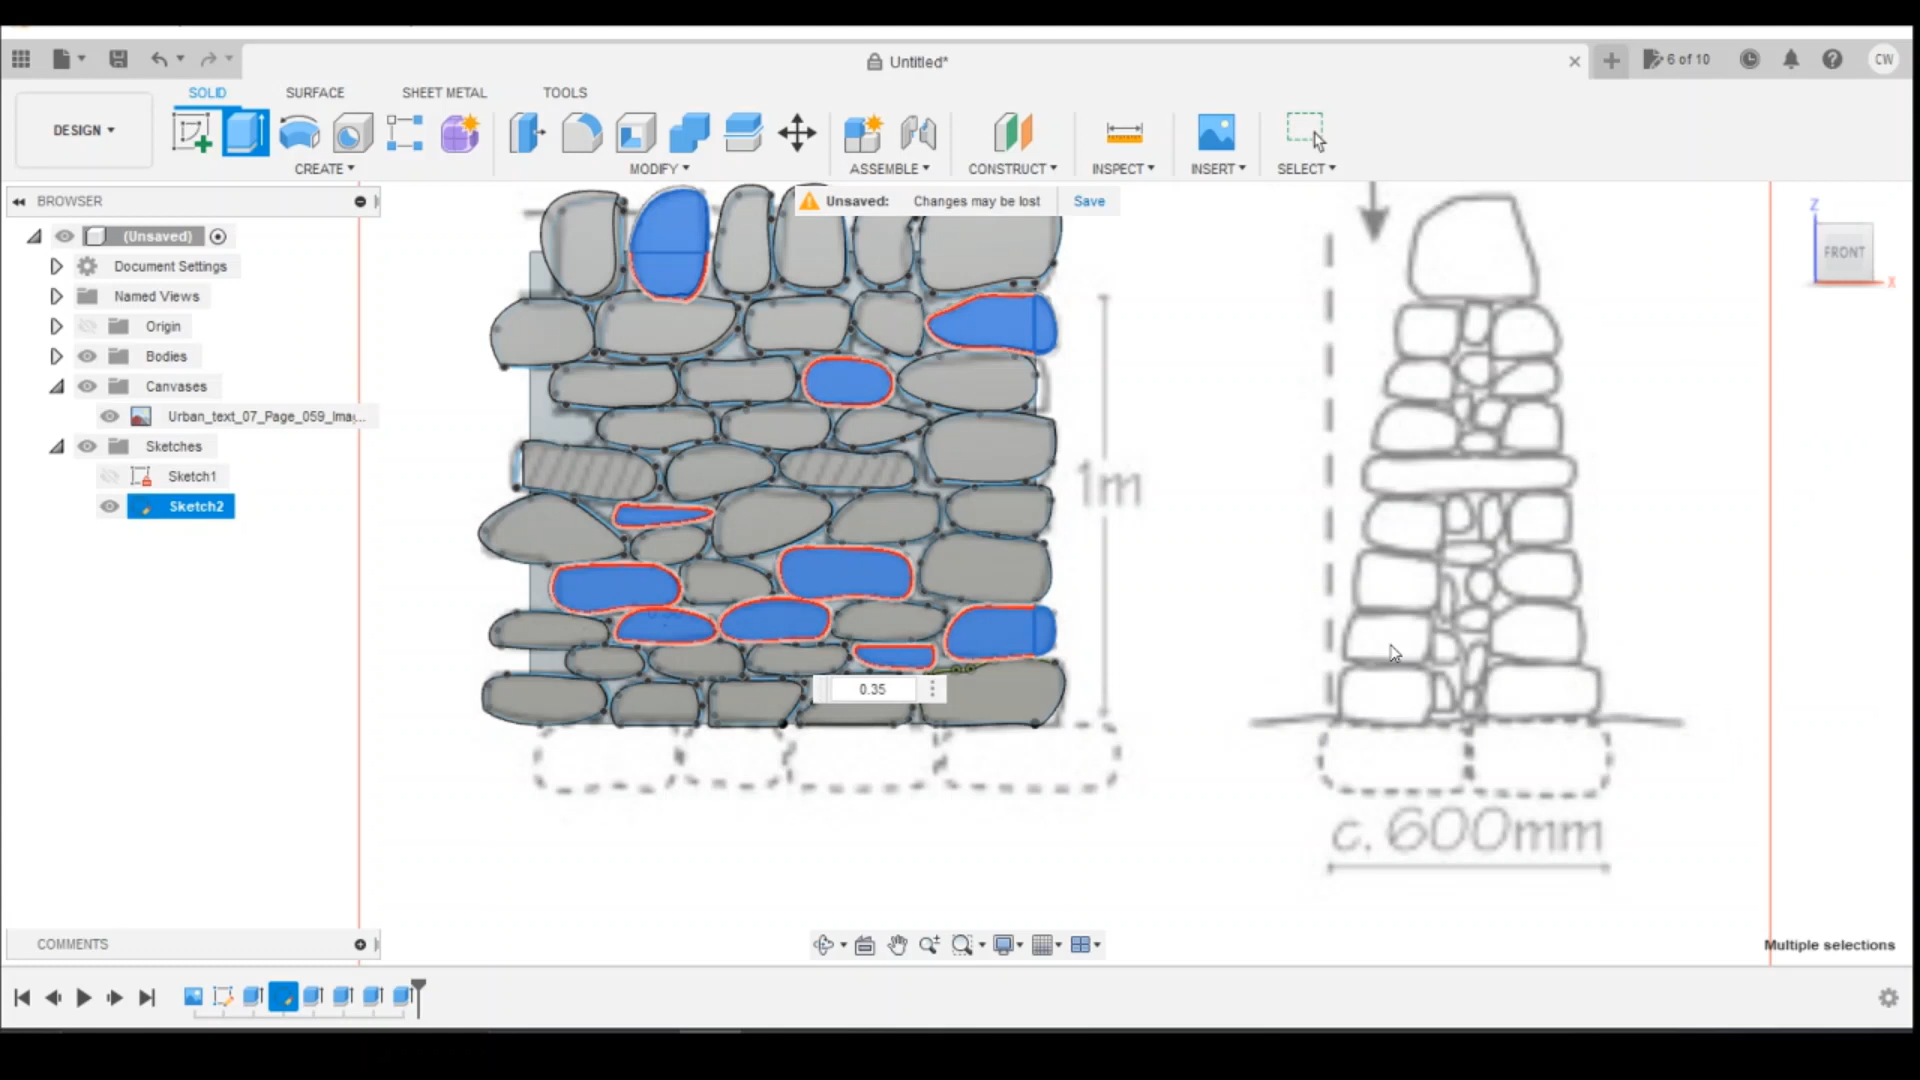 Untitled*
6 of 10
CW
DESIGN
SOLID
SURFACE
SHEET METAL
TOOLS
CREATE
MODIFY
ASSEMBLE
CONSTRUCT
INSPECT
INSERT
SELECT
BROWSER
Unsaved: Changes may be lost Save
(Unsaved)
Document Settings
Named Views
Origin
Bodies
Canvases
Urban_text_07_Page_059_Ima...
Sketches
Sketch1
Sketch2
Z
FRONT
X
1m
0.35
c. 600mm
COMMENTS
Multiple selections